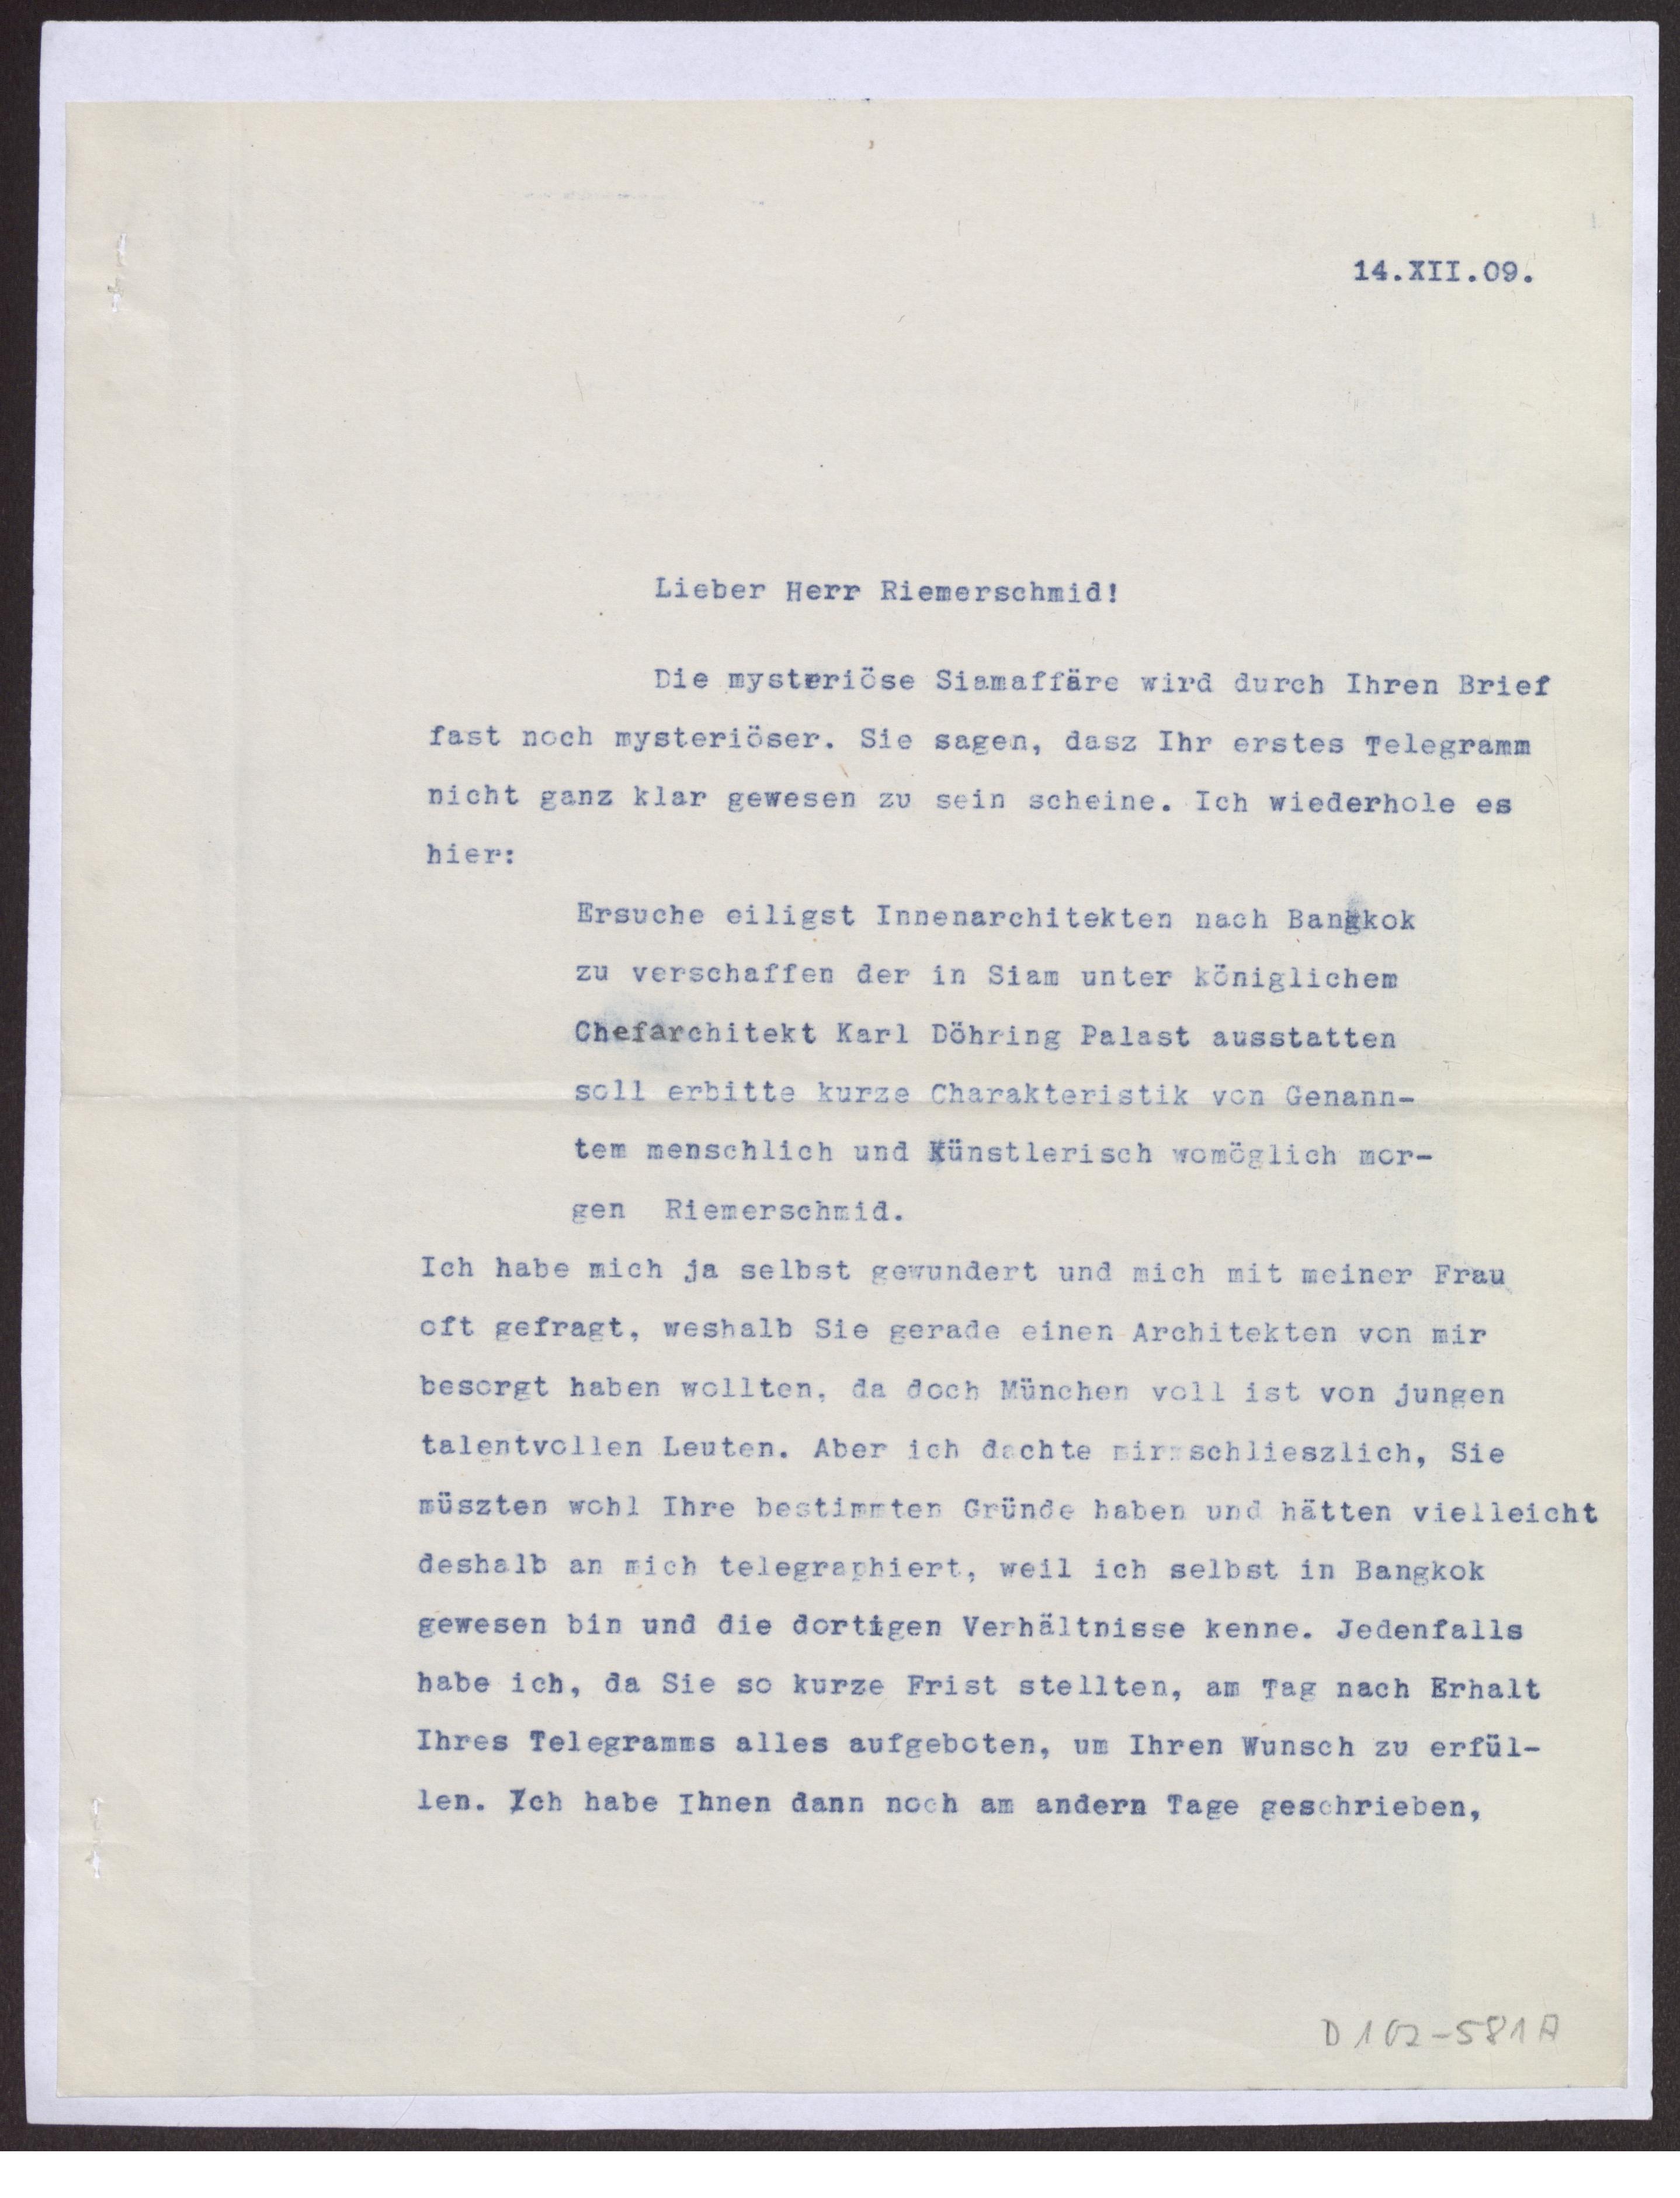 14.XII.09.
Lieber Herr Riemerschmid!
Die mysteriöse Siamaffäre wird durch Ihren Brief
fast noch mysteriöser. Sie sagen, dasz Ihr erstes Telegramm
nicht ganz klar gewesen zu sein scheine. Ich wiederhole es
hier:
Ersuche eiligst Innenarchitekten nach Bangkok
zu verschaffen der in Siam unter königlichem
Chefarchitekt Karl Döhring Palast ausstatten
soll erbitte kurze Charakteristik von Genann-
tem menschlich und Künstlerisch womöglich mor-
gen Riemerschmid.
Ich habe mich ja selbst gewundert und mich mit meiner Frau
oft gefragt, weshalb Sie gerade einen Architekten von mir
besorgt haben wollten, da doch München voll ist von jungen
talentvollen Leuten. Aber ich dachte mir schlieszlich, Sie
müszten wohl Ihre bestimmten Gründe haben und hätten vielleicht
deshalb an mich telegraphiert, weil ich selbst in Bangkok
gewesen bin und die dortigen Verhältnisse kenne. Jedenfalls
habe ich, da Sie so kurze Frist stellten, am Tag nach Erhalt
Ihres Telegramms alles aufgeboten, um Ihren Wunsch zu erfül-
len. Ich habe Ihnen dann noch am andern Tage geschrieben,
D 102-581A